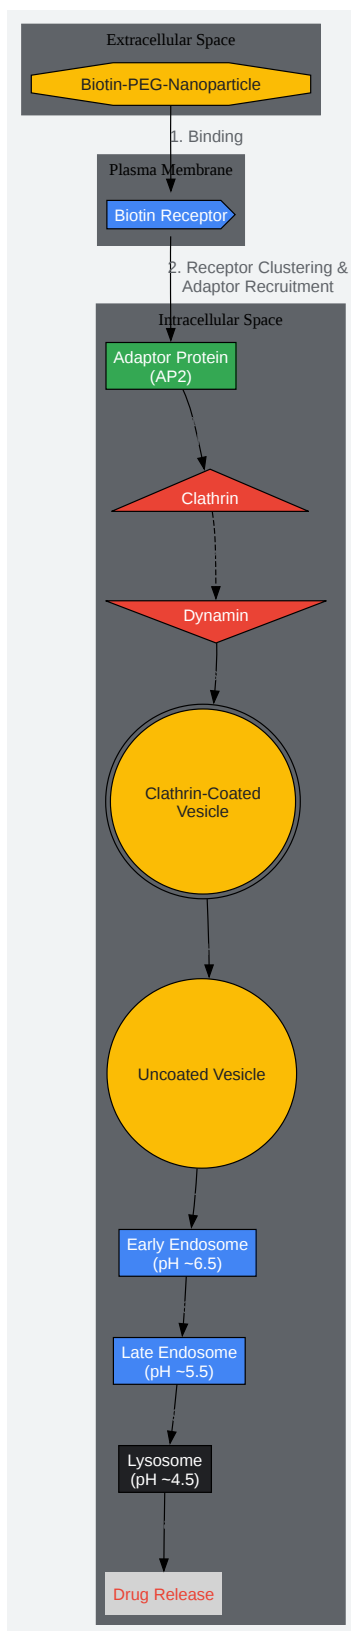 Extracellular Space
Biotin-PEG-Nanoparticle
1. Binding
Plasma Membrane
Biotin Receptor
2. Receptor Clustering &
Adaptor Recruitment
Intracellular Space
Adaptor Protein
(AP2)
Clathrin
Dynamin
Clathrin-Coated
Vesicle
Uncoated Vesicle
Early Endosome
(pH ~6.5)
Late Endosome
(pH ~5.5)
Lysosome
(pH ~4.5)
Drug Release